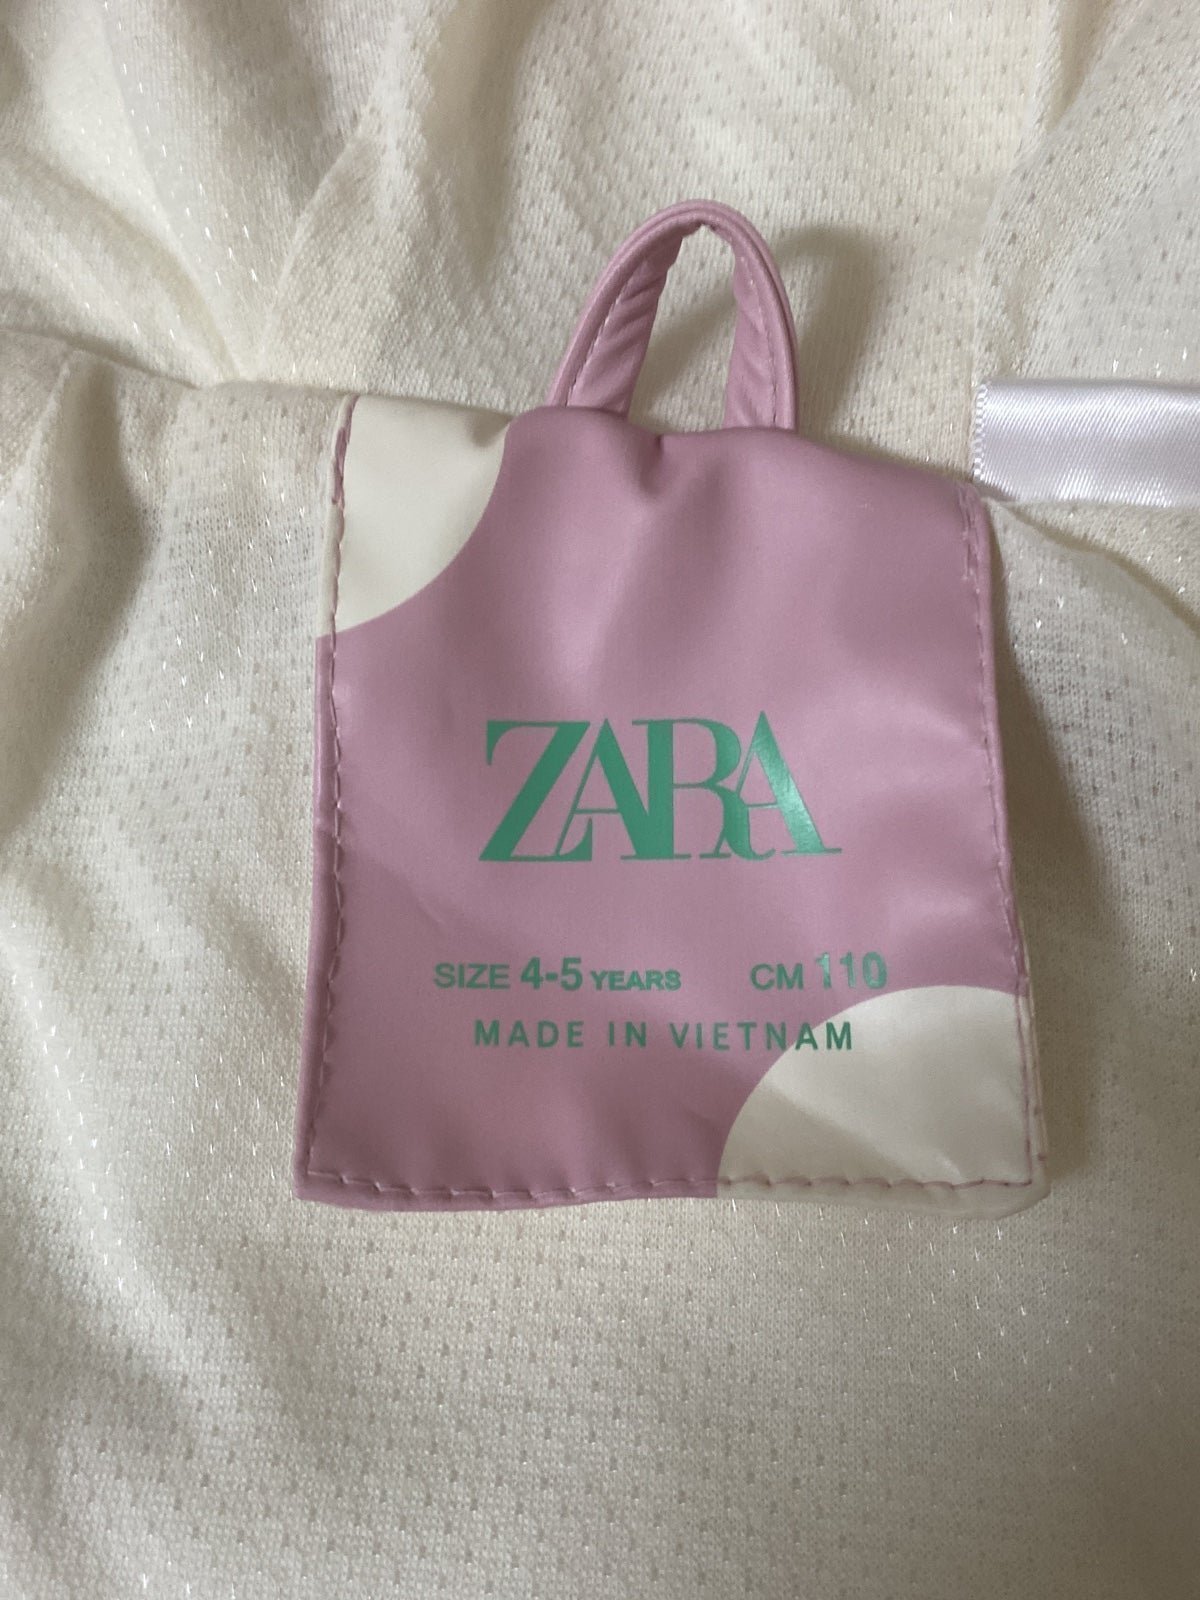 ZARA
SIZE 4-5 YEARS CM 110
MADE IN VIETNAM